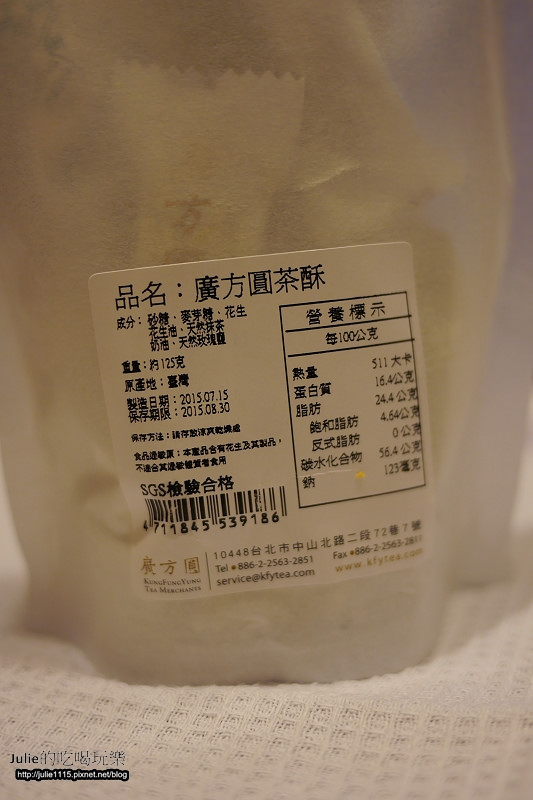 品名：廣方圓茶酥
成分：砂糖、麥芽糖、花生
花生油、天然抹茶
奶油、天然玫瑰鹽
重量：約125克
原產地：臺灣
製造日期：2015.07.15
保存期限：2015.08.30
保存方法：請存放涼爽乾燥處
食品過敏原：本產品含有花生及其製品，
不適合其過敏體質者食用
SGS檢驗合格
4 711845 539186
營養標示
每100公克
熱量 511大卡
蛋白質 16.4公克
脂肪 24.4公克
飽和脂肪 4.64公克
反式脂肪 0公克
碳水化合物 56.4公克
鈉 123毫克
廣方圓
KUNGFUNGYUNG
TEA MERCHANTS
10448台北市中山北路二段72巷7號
Tel●886-2-2563-2851 Fax●886-2-2563-2811
service@kfytea.com www.kfytea.com
Julie的吃喝玩樂
http://julie1115.pixnet.net/blog